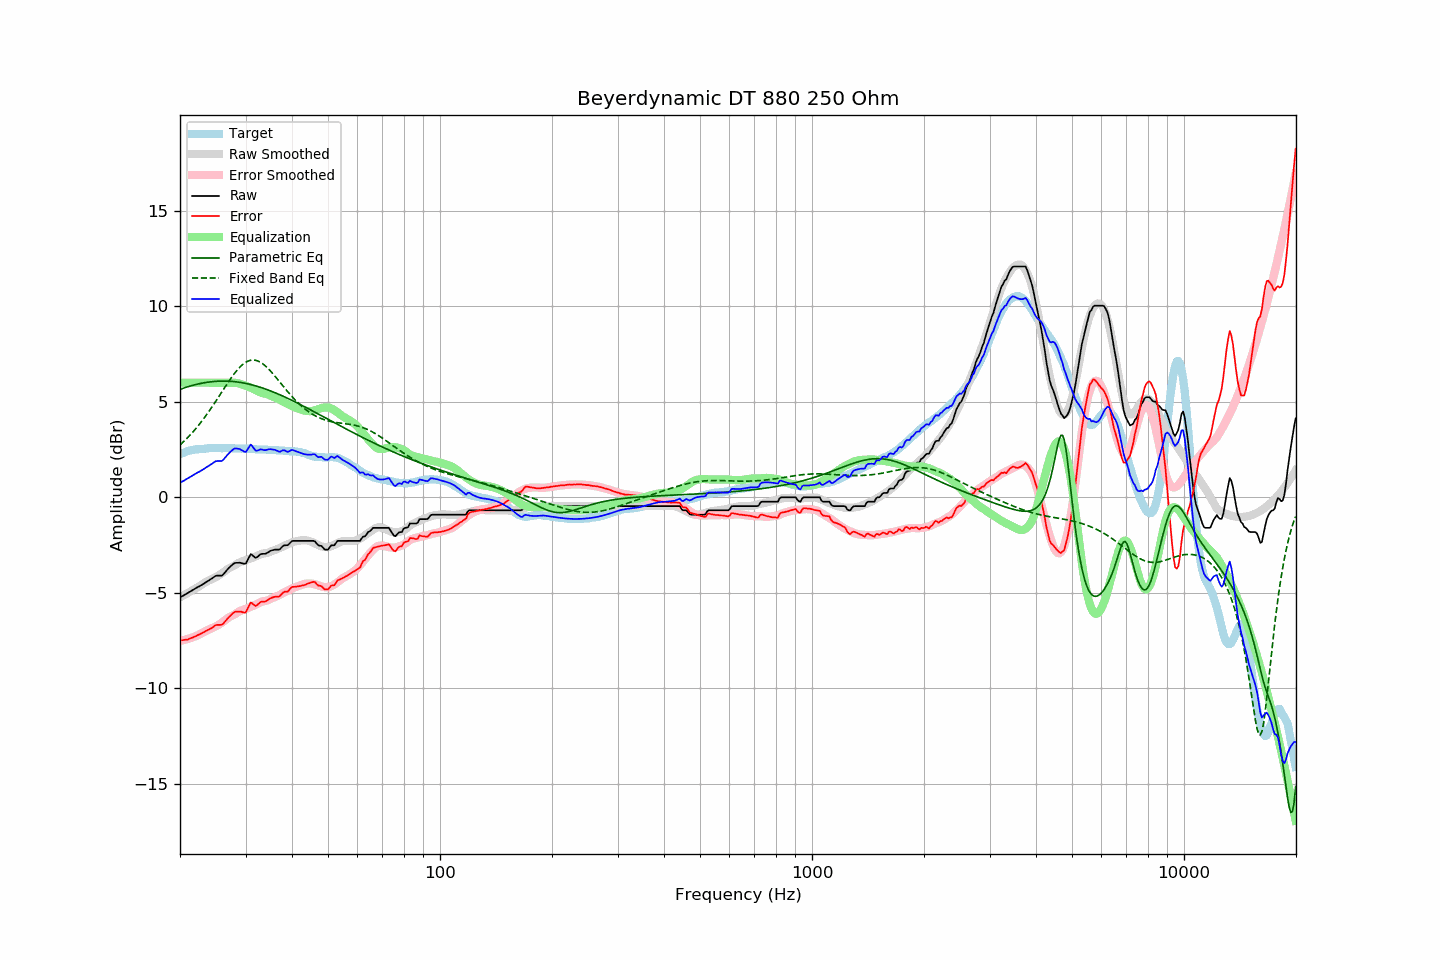 Beyerdynamic DT 880 250 Ohm
Target
Raw Smoothed
Error Smoothed
Raw
Error
Equalization
Parametric Eq
Fixed Band Eq
Equalized
Amplitude (dBr)
15
10
5
0
−5
−10
−15
100
1000
10000
Frequency (Hz)